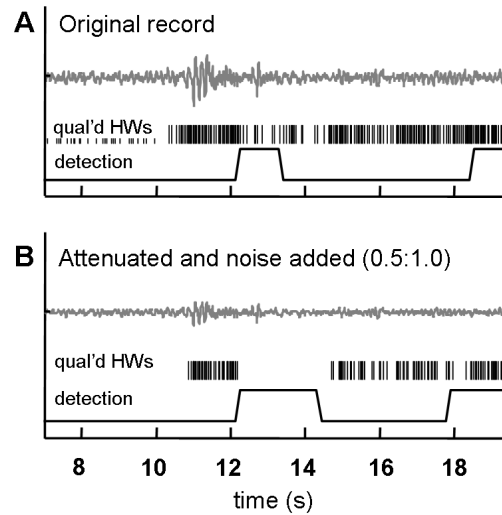 A Original record
qual'd HWs
detection
B Attenuated and noise added (0.5:1.0)
qual'd HWs
detection
8 10 12 14 16 18
time (s)